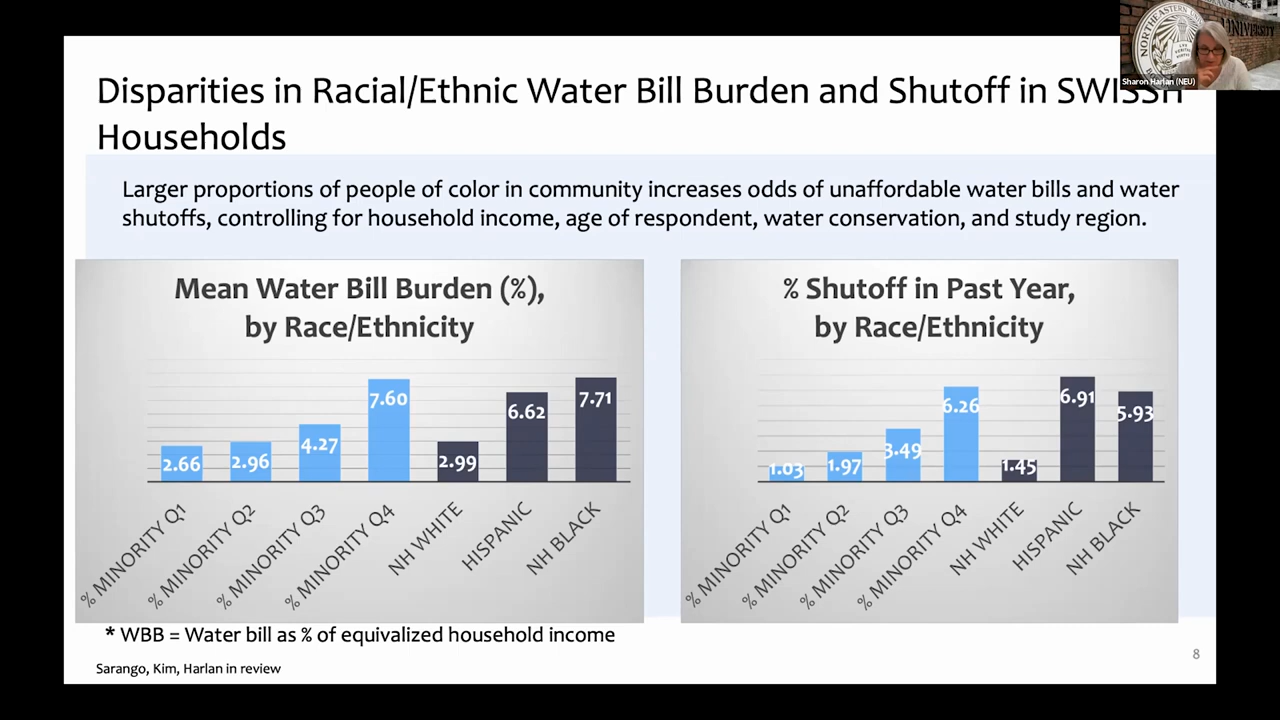 Disparities in Racial/Ethnic Water Bill Burden and Shutoff in SWISSH
Households
NORTHEASTERN UNIVERSITY
Sharon Harlan (NEU)
Larger proportions of people of color in community increases odds of unaffordable water bills and water
shutoffs, controlling for household income, age of respondent, water conservation, and study region.
Mean Water Bill Burden (%),
by Race/Ethnicity
2.66
2.96
4.27
7.60
2.99
6.62
7.71
% MINORITY Q1
% MINORITY Q2
% MINORITY Q3
% MINORITY Q4
NH WHITE
HISPANIC
NH BLACK
% Shutoff in Past Year,
by Race/Ethnicity
1.03
1.97
3.49
6.26
1.45
6.91
5.93
% MINORITY Q1
% MINORITY Q2
% MINORITY Q3
% MINORITY Q4
NH WHITE
HISPANIC
NH BLACK
* WBB = Water bill as % of equivalized household income
Sarango, Kim, Harlan in review
8